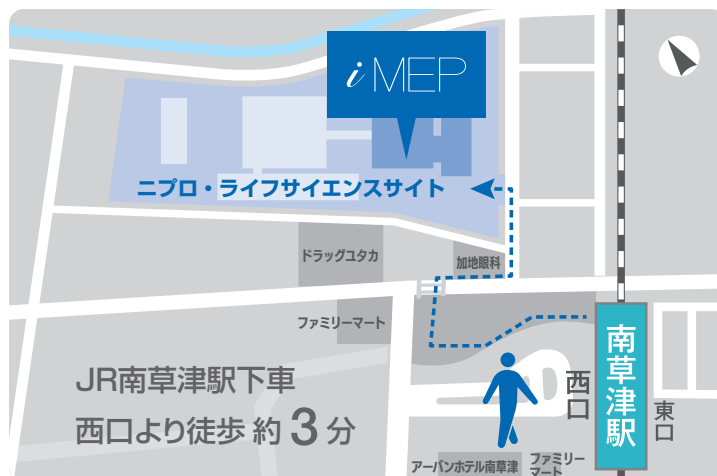 i MEP
ニプロ・ライフサイエンスサイト
ドラッグユタカ
加地眼科
ファミリーマート
JR南草津駅下車
西口より徒歩 約 3 分
西口
南草津駅
東口
アーバンホテル南草津
ファミリー
マート